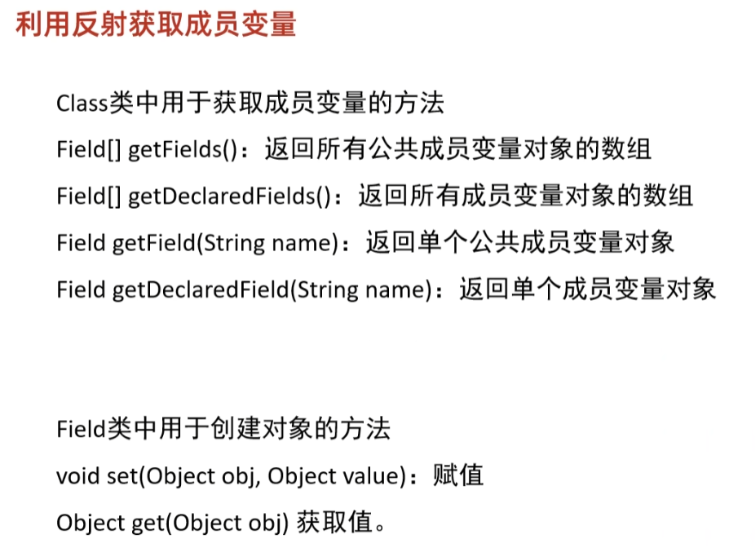 利用反射获取成员变量
Class类中用于获取成员变量的方法
Field[] getFields()：返回所有公共成员变量对象的数组
Field[] getDeclaredFields()：返回所有成员变量对象的数组
Field getField(String name)：返回单个公共成员变量对象
Field getDeclaredField(String name)：返回单个成员变量对象
Field类中用于创建对象的方法
void set(Object obj, Object value)：赋值
Object get(Object obj) 获取值。